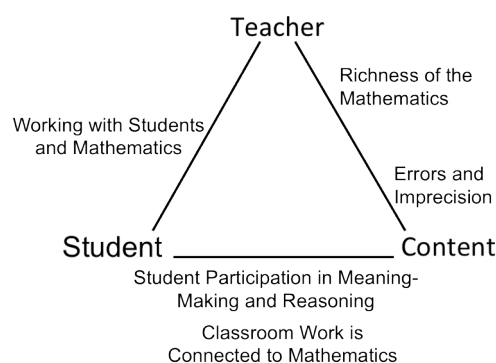 Teacher
Richness of the
Mathematics
Working with Students
and Mathematics
Errors and
Imprecision
Student
Content
Student Participation in Meaning-
Making and Reasoning
Classroom Work is
Connected to Mathematics